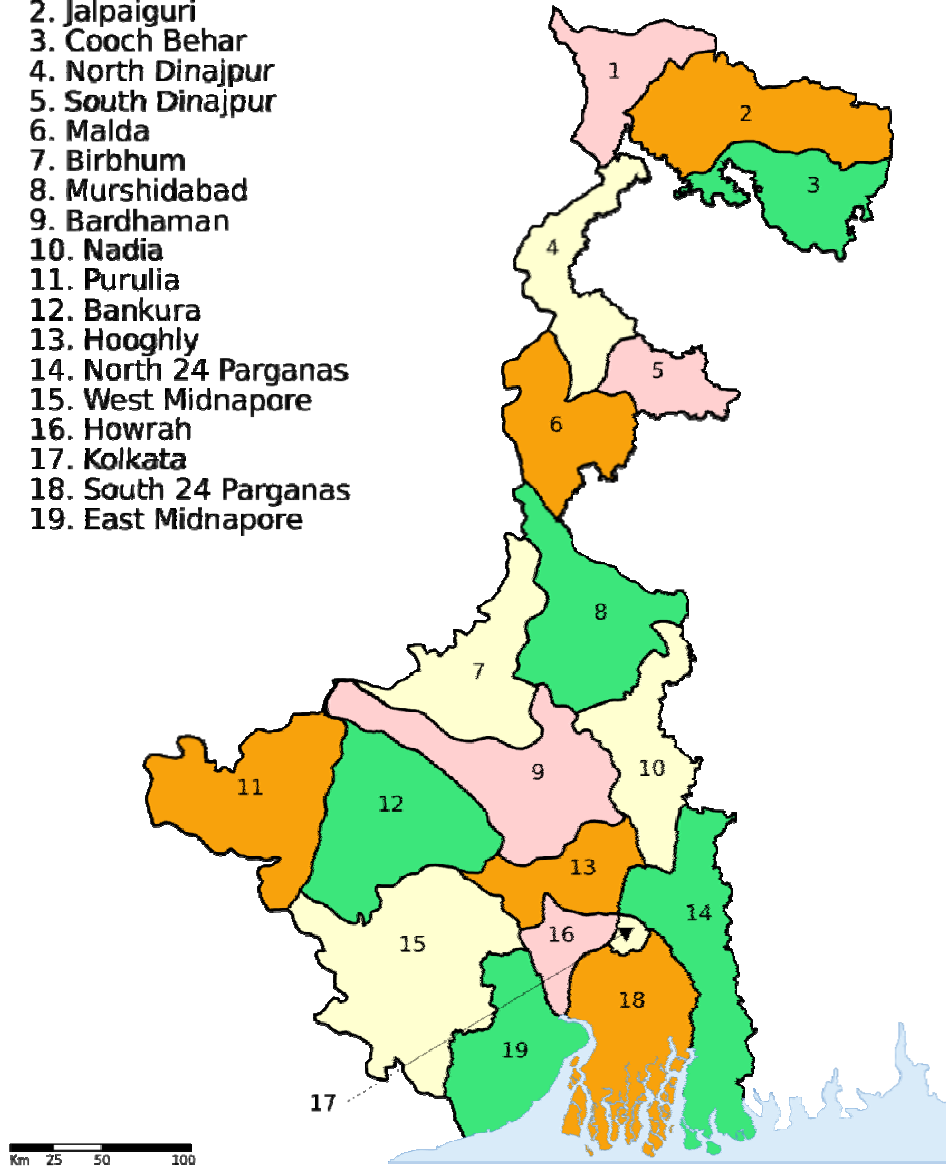 2. Jalpaiguri
3. Cooch Behar
4. North Dinajpur
5. South Dinajpur
6. Malda
7. Birbhum
8. Murshidabad
9. Bardhaman
10. Nadia
11. Purulia
12. Bankura
13. Hooghly
14. North 24 Parganas
15. West Midnapore
16. Howrah
17. Kolkata
18. South 24 Parganas
19. East Midnapore
1
2
3
4
5
6
8
7
10
9
11
12
13
14
16
15
18
19
17
Km 25 50 100